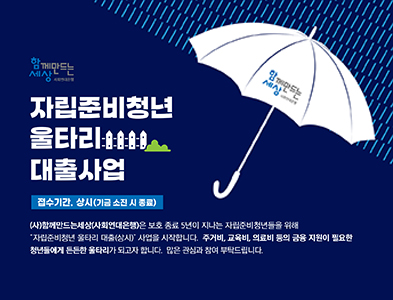 함께만드는
세상 사회연대은행
함께만드는
세상 사회연대은행
자립준비청년
울타리
대출사업
접수기간, 상시(기금 소진 시 종료)
(사)함께만드는세상(사회연대은행)은 보호 종료 5년이 지나는 자립준비청년들을 위해
'자립준비청년 울타리 대출(상시)' 사업을 시작합니다. 주거비, 교육비, 의료비 등의 금융 지원이 필요한
청년들에게 든든한 울타리가 되고자 합니다. 많은 관심과 참여 부탁드립니다.